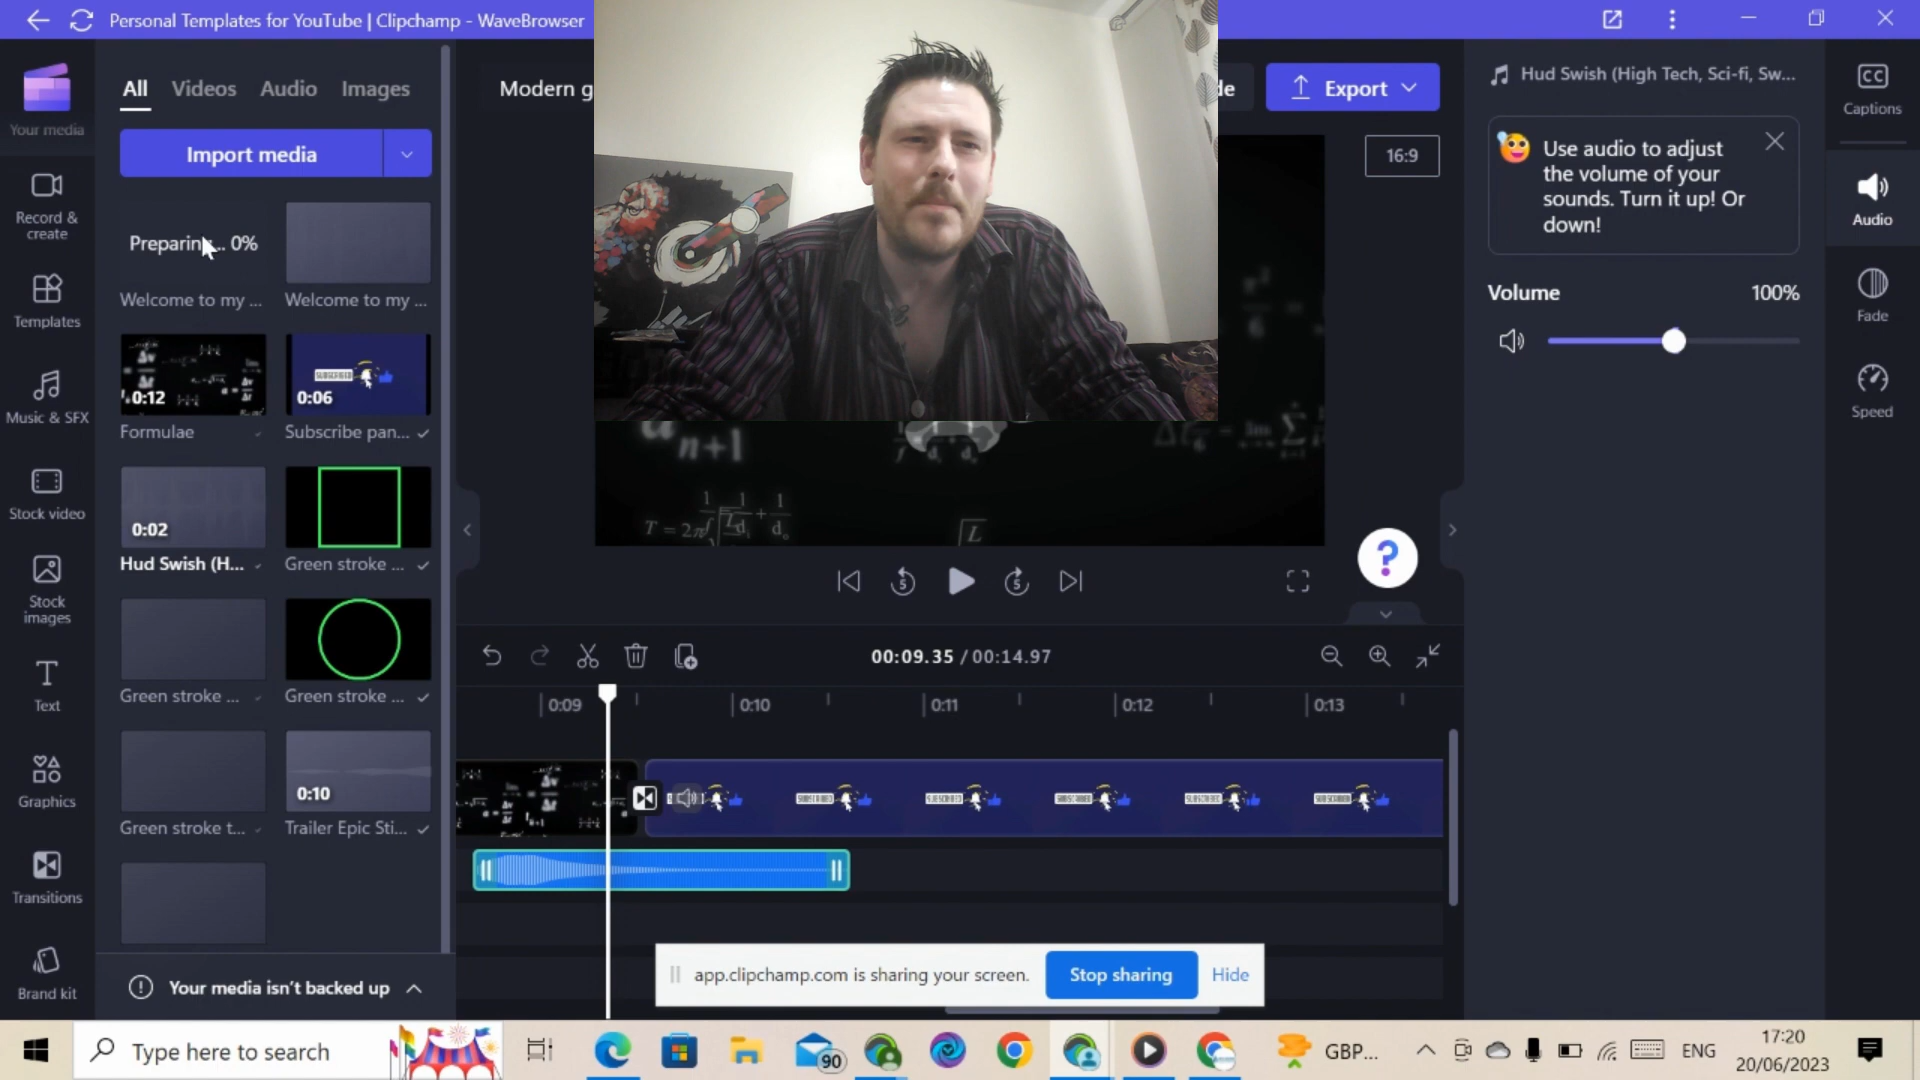 Personal Templates for YouTube | Clipchamp - WaveBrowser
Your media
Record & create
Templates
Music & SFX
Stock video
Stock images
Text
Graphics
Transitions
Brand kit
All Videos Audio Images
Import media
Preparing... 0%
Welcome to my ...
Welcome to my ...
0:12
Formulae
0:06
Subscribe pan...
0:02
Hud Swish (H...
Green stroke ...
Green stroke ...
Green stroke ...
Green stroke t...
0:10
Trailer Epic Sti...
Your media isn't backed up
Modern g
de
Export
16:9
?
00:09.35 / 00:14.97
0:09 0:10 0:11 0:12 0:13
app.clipchamp.com is sharing your screen.
Stop sharing
Hide
Hud Swish (High Tech, Sci-fi, Sw...
Use audio to adjust
the volume of your
sounds. Turn it up! Or
down!
Volume 100%
CC
Captions
Audio
Fade
Speed
Type here to search
90
GBP...
ENG
17:20
20/06/2023